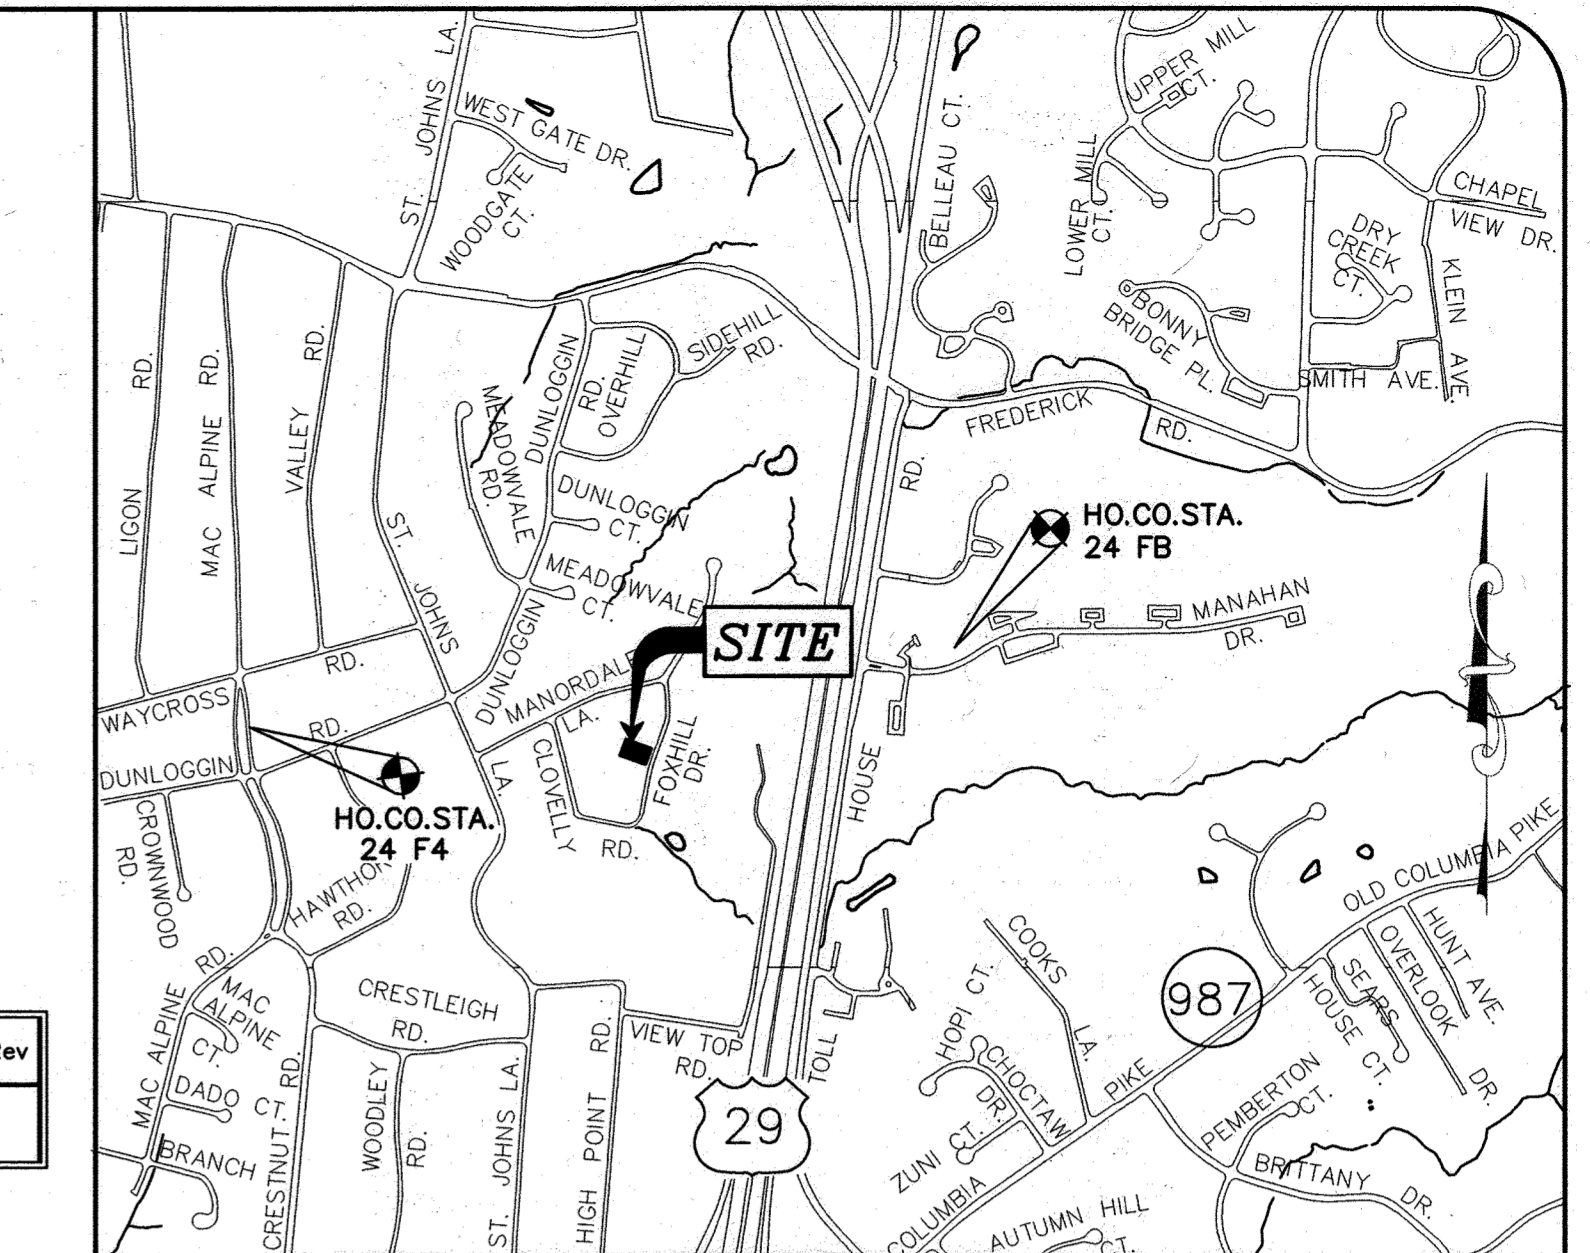 ST. JOHNS LA.
WEST GATE DR.
WOODGATE
CT.
UPPER MILL
CT.
BELLEAU CT.
LOWER MILL
CT.
CHAPEL
VIEW DR.
DRY
CREEK
CT.
KLEIN AVE.
BONNY
BRIDGE PL.
SMITH AVE.
FREDERICK RD.
SIDEHILL
RD.
OVERHILL
RD.
DUNLOGGIN
MEADOWVALE
RD.
LIGON RD.
MAC ALPINE RD.
VALLEY RD.
ST. JOHNS
DUNLOGGIN
CT.
MEADOWVALE
CT.
RD.
HO.CO.STA.
24 FB
MANAHAN
DR.
SITE
DUNLOGGIN
MANORDALE
LA.
WAYCROSS
RD.
RD.
DUNLOGGIN
LA.
CLOVELLY
RD.
FOXHILL
DR.
HOUSE
HO.CO.STA.
24 F4
CROWNWOOD
RD.
HAWTHOR
RD.
OLD COLUMBIA PIKE
HUNT AVE.
OVERLOOK
DR.
SEARS
HOUSE CT.
COOKS
LA.
987
RD.
MAC ALPINE
MAC
ALPINE
CT.
CRESTLEIGH
RD.
VIEW TOP
RD.
TOLL
HOPI CT.
CHOCTAW
DR.
PIKE
PEMBERTON
CT.
ev
DADO CT.
CHESTNUT RD.
WOODLEY
RD.
ST. JOHNS LA.
HIGH POINT RD.
29
ZUNI CT.
BRITTANY DR.
BRANCH
COLUMBIA
AUTUMN HILL
CT.